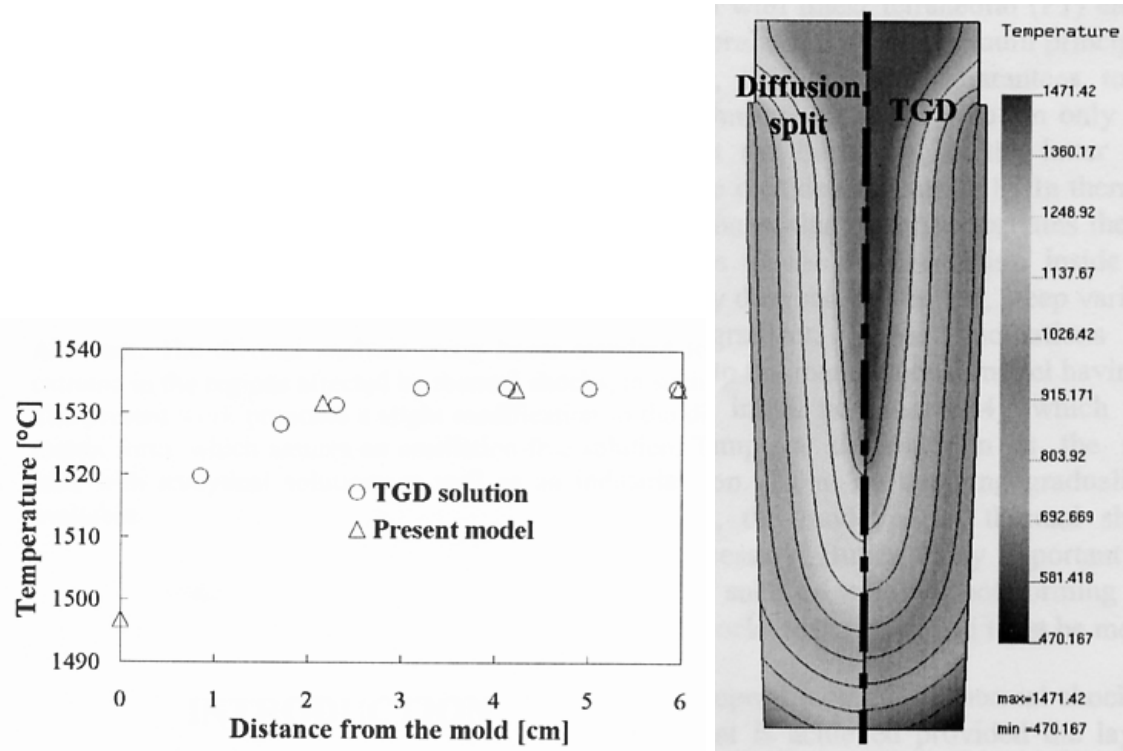 1540
1530
1520
1510
1500
1490
Temperature [°C]
TGD solution
Present model
0 1 2 3 4 5 6
Distance from the mold [cm]
Diffusion
split
TGD
Temperature
1471.42
1360.17
1248.92
1137.67
1026.42
915.171
803.92
692.669
581.418
470.167
max=1471.42
min =470.167